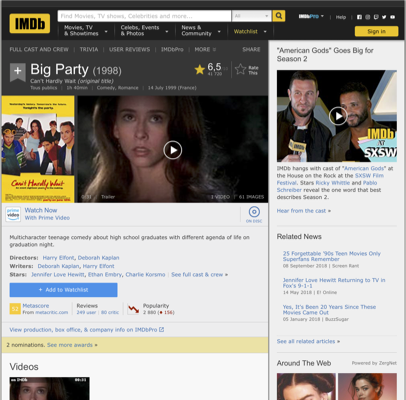 IMDb
Find Movies, TV shows, Celebrities and more...
All
IMDbPro
Help
Movies, TV
& Showtimes
Celebs, Events
& Photos
News &
Community
Watchlist
Sign in
FULL CAST AND CREW | TRIVIA | USER REVIEWS | IMDbPro | MORE
SHARE
Big Party (1998)
Can't Hardly Wait (original title)
Tous publics | 1h 40min | Comedy, Romance | 14 July 1999 (France)
6,5
Rate
This
Can't Hardly Wait
Trailer
1 VIDEO
61 IMAGES
prime
video
Watch Now
With Prime Video
ON DISC
Multicharacter teenage comedy about high school graduates with different agenda of life on
graduation night.
Directors: Harry Elfont, Deborah Kaplan
Writers: Deborah Kaplan, Harry Elfont
Stars: Jennifer Love Hewitt, Ethan Embry, Charlie Korsmo | See full cast & crew »
+ Add to Watchlist
Metascore
From metacritic.com
Reviews
249 user | 80 critic
Popularity
2 880 (156)
View production, box office, & company info on IMDbPro
2 nominations. See more awards »
Videos
"American Gods" Goes Big for
Season 2
IMDb
SXSW
IMDb hangs with cast of "American Gods" at
the House on the Rock at the SXSW Film
Festival. Stars Ricky Whittle and Pablo
Schreiber reveal the one word that best
describes Season 2.
Hear from the cast »
Related News
25 Forgettable '90s Teen Movies Only
Superfans Remember
08 September 2018 | Screen Rant
Jennifer Love Hewitt Returning to TV in
Fox's 9-1-1
14 May 2018 | E! Online
Yes, It's Been 20 Years Since These
Movies Came Out
05 January 2018 | BuzzSugar
See all related articles »
Around The Web
Powered by ZergNet